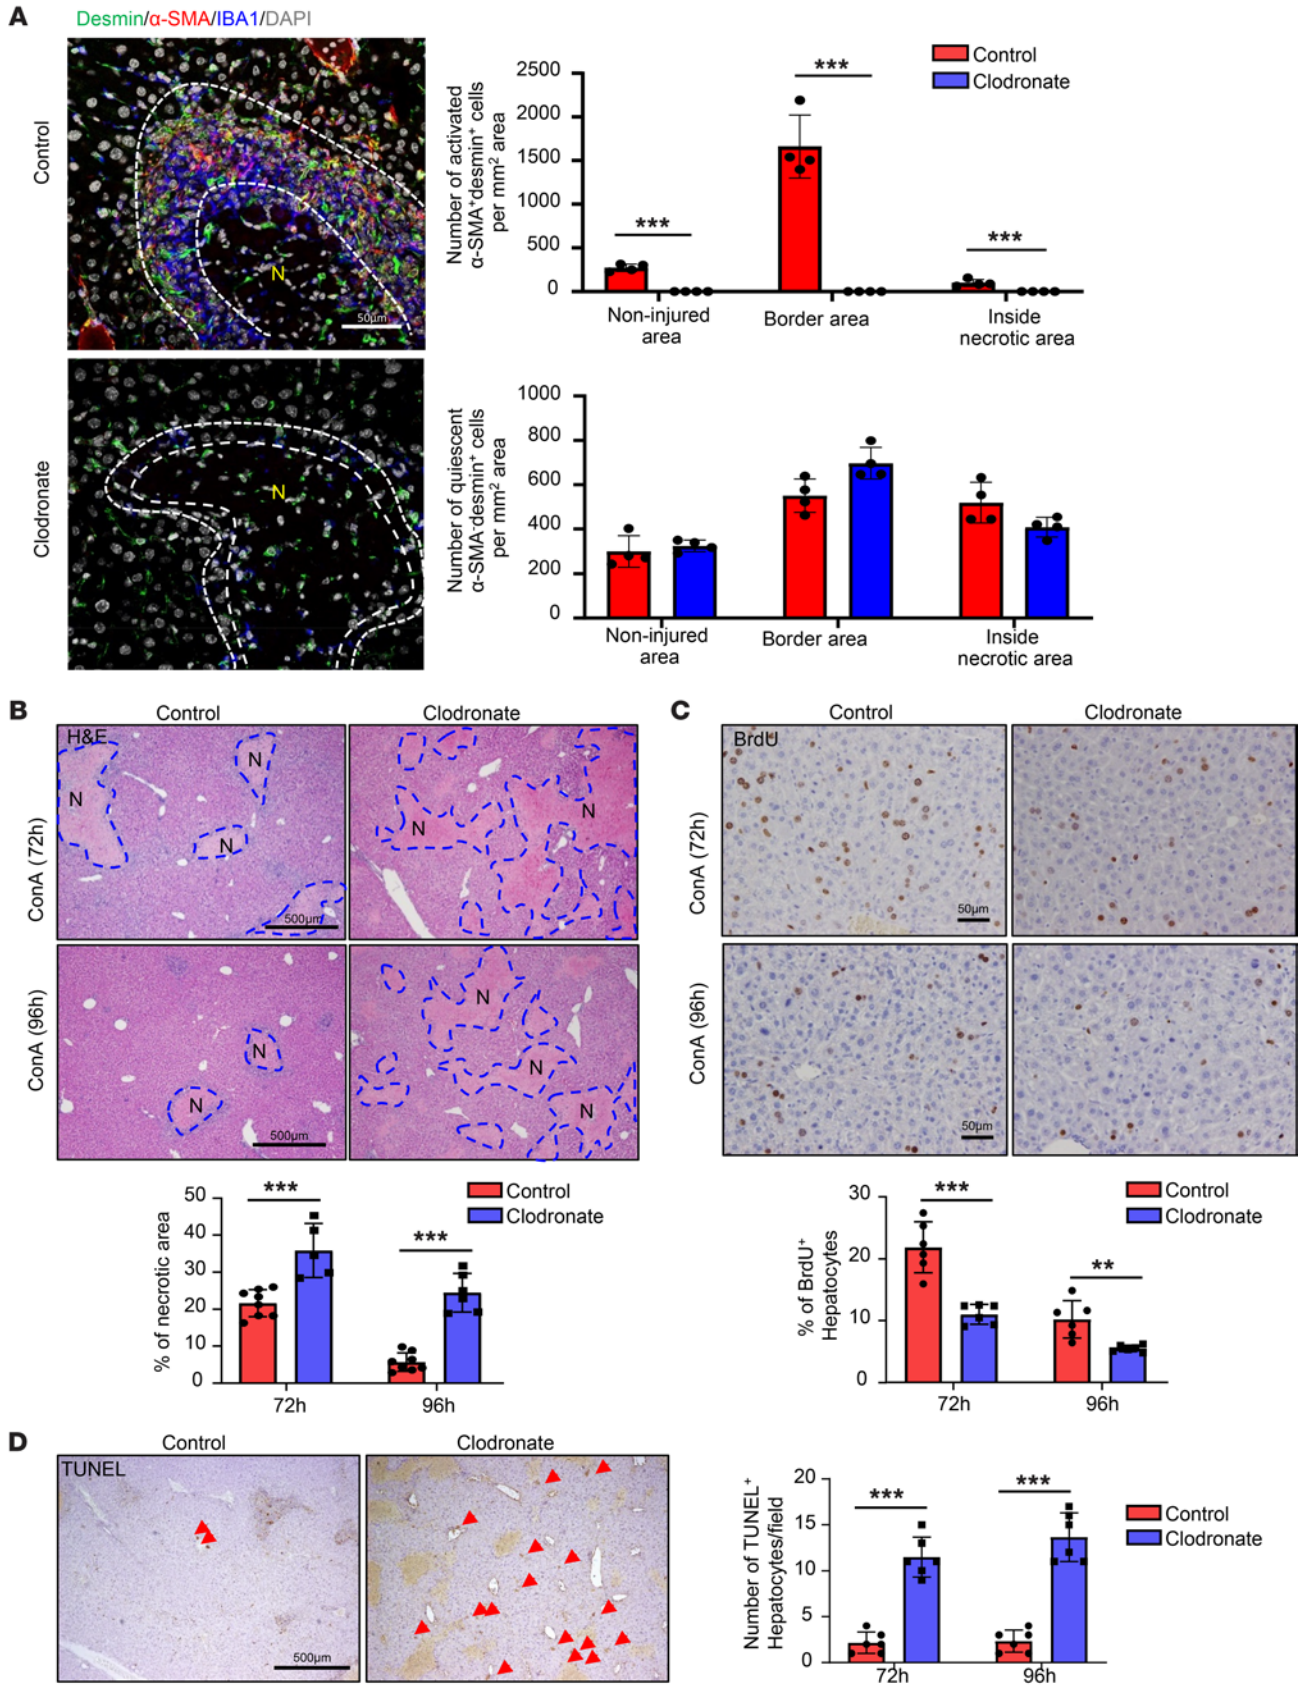 A
Desmin/α-SMA/IBA1/DAPI
Control
N
50μm
Clodronate
N
Number of activated
α-SMA⁺desmin⁺ cells
per mm² area
2500
2000
1500
1000
500
0
***
***
***
Control
Clodronate
Non-injured
area
Border area
Inside
necrotic area
Number of quiescent
α-SMA⁻desmin⁺ cells
per mm² area
1000
800
600
400
200
0
Non-injured
area
Border area
Inside
necrotic area
B
Control
Clodronate
H&E
ConA (72h)
N
N
N
500μm
N
N
ConA (96h)
N
N
500μm
N
N
N
% of necrotic area
50
40
30
20
10
0
***
***
Control
Clodronate
72h
96h
C
Control
Clodronate
BrdU
ConA (72h)
50μm
ConA (96h)
50μm
% of BrdU⁺
Hepatocytes
30
20
10
0
***
**
Control
Clodronate
72h
96h
D
Control
Clodronate
TUNEL
500μm
Number of TUNEL⁺
Hepatocytes/field
20
15
10
5
0
***
***
Control
Clodronate
72h
96h